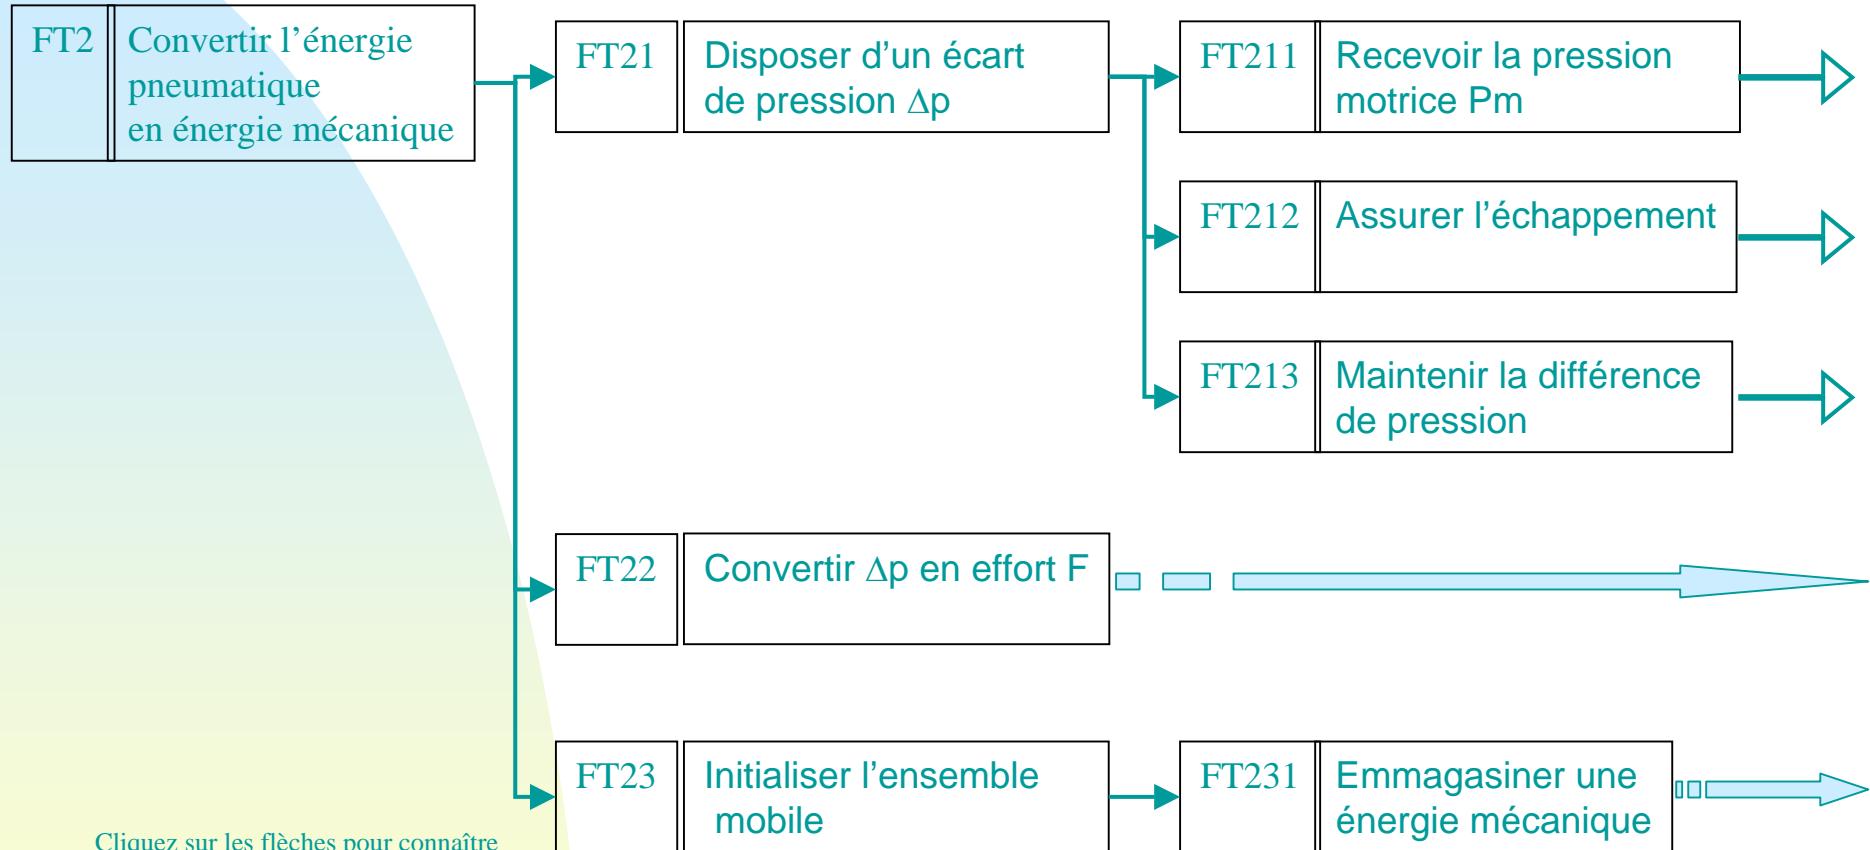 FT2 Convertir l’énergie
pneumatique
en énergie mécanique
FT21 Disposer d’un écart
de pression Δp
FT211 Recevoir la pression
motrice Pm
FT212 Assurer l’échappement
FT213 Maintenir la différence
de pression
FT22 Convertir Δp en effort F
FT23 Initialiser l’ensemble
mobile
FT231 Emmagasiner une
énergie mécanique
Cliquez sur les flèches pour connaître